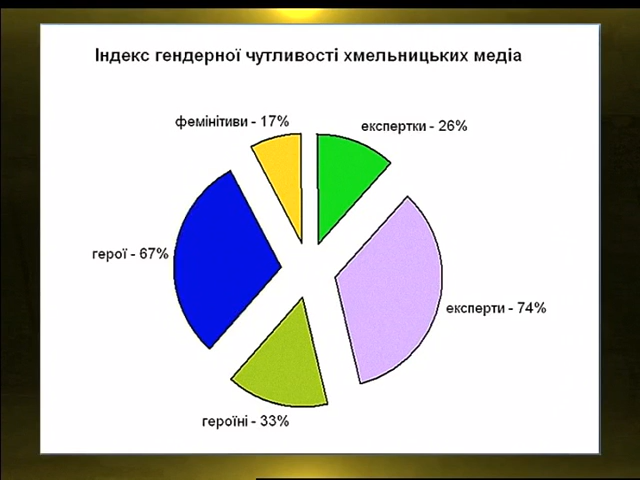 Індекс гендерної чутливості хмельницьких медіа
фемінітиви - 17%
експертки - 26%
герої - 67%
експерти - 74%
героїні - 33%